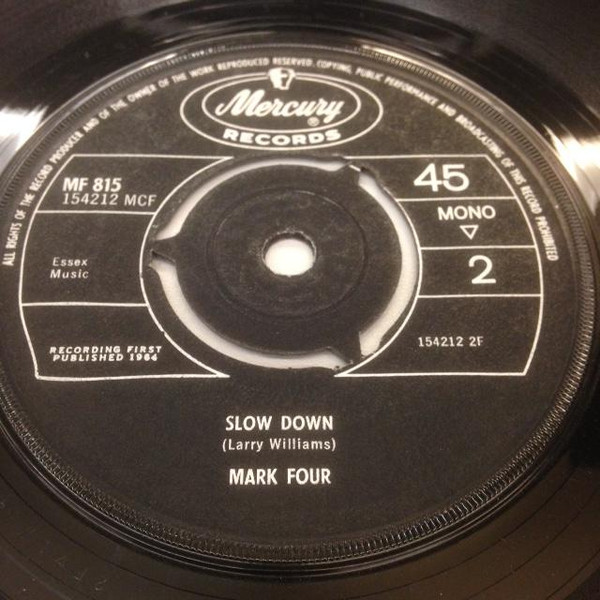 ALL RIGHTS OF THE RECORD PRODUCER AND OF THE OWNER OF THE WORK REPRODUCED RESERVED. COPYING, PUBLIC PERFORMANCE AND BROADCASTING OF THIS RECORD PROHIBITED
Mercury®
RECORDS
MF 815
154212 MCF
45
MONO
▽
2
Essex
Music
RECORDING FIRST
PUBLISHED 1964
154212 2F
SLOW DOWN
(Larry Williams)
MARK FOUR